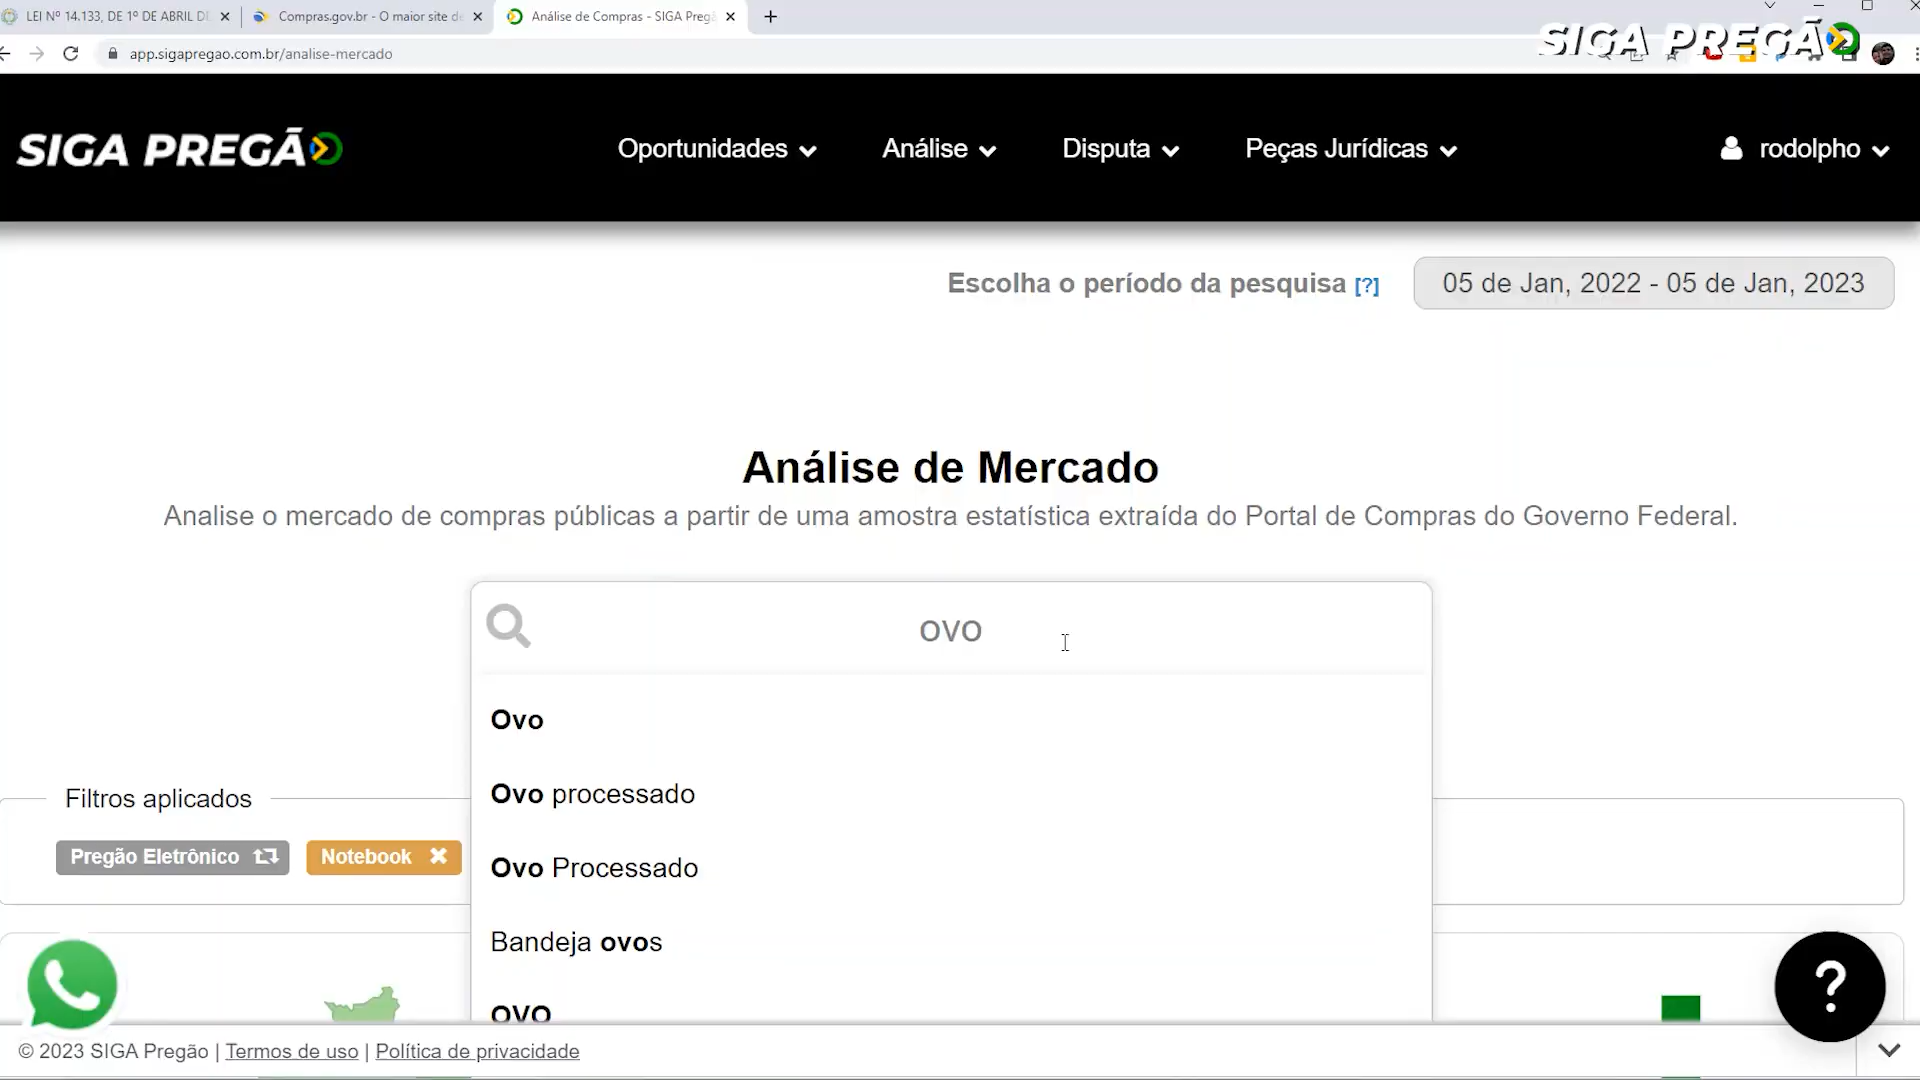 LEI Nº 14.133, DE 1º DE ABRIL DE
Compras.gov.br - O maior site de
Análise de Compras - SIGA Pregã
app.sigapregao.com.br/analise-mercado
SIGA PREGÃO
SIGA PREGÃO
Oportunidades
Análise
Disputa
Peças Jurídicas
rodolpho
Escolha o período da pesquisa [?]
05 de Jan, 2022 - 05 de Jan, 2023
Análise de Mercado
Analise o mercado de compras públicas a partir de uma amostra estatística extraída do Portal de Compras do Governo Federal.
ovo
Ovo
Ovo processado
Ovo Processado
Bandeja ovos
ovo
Filtros aplicados
Pregão Eletrônico
Notebook
?
© 2023 SIGA Pregão | Termos de uso | Política de privacidade